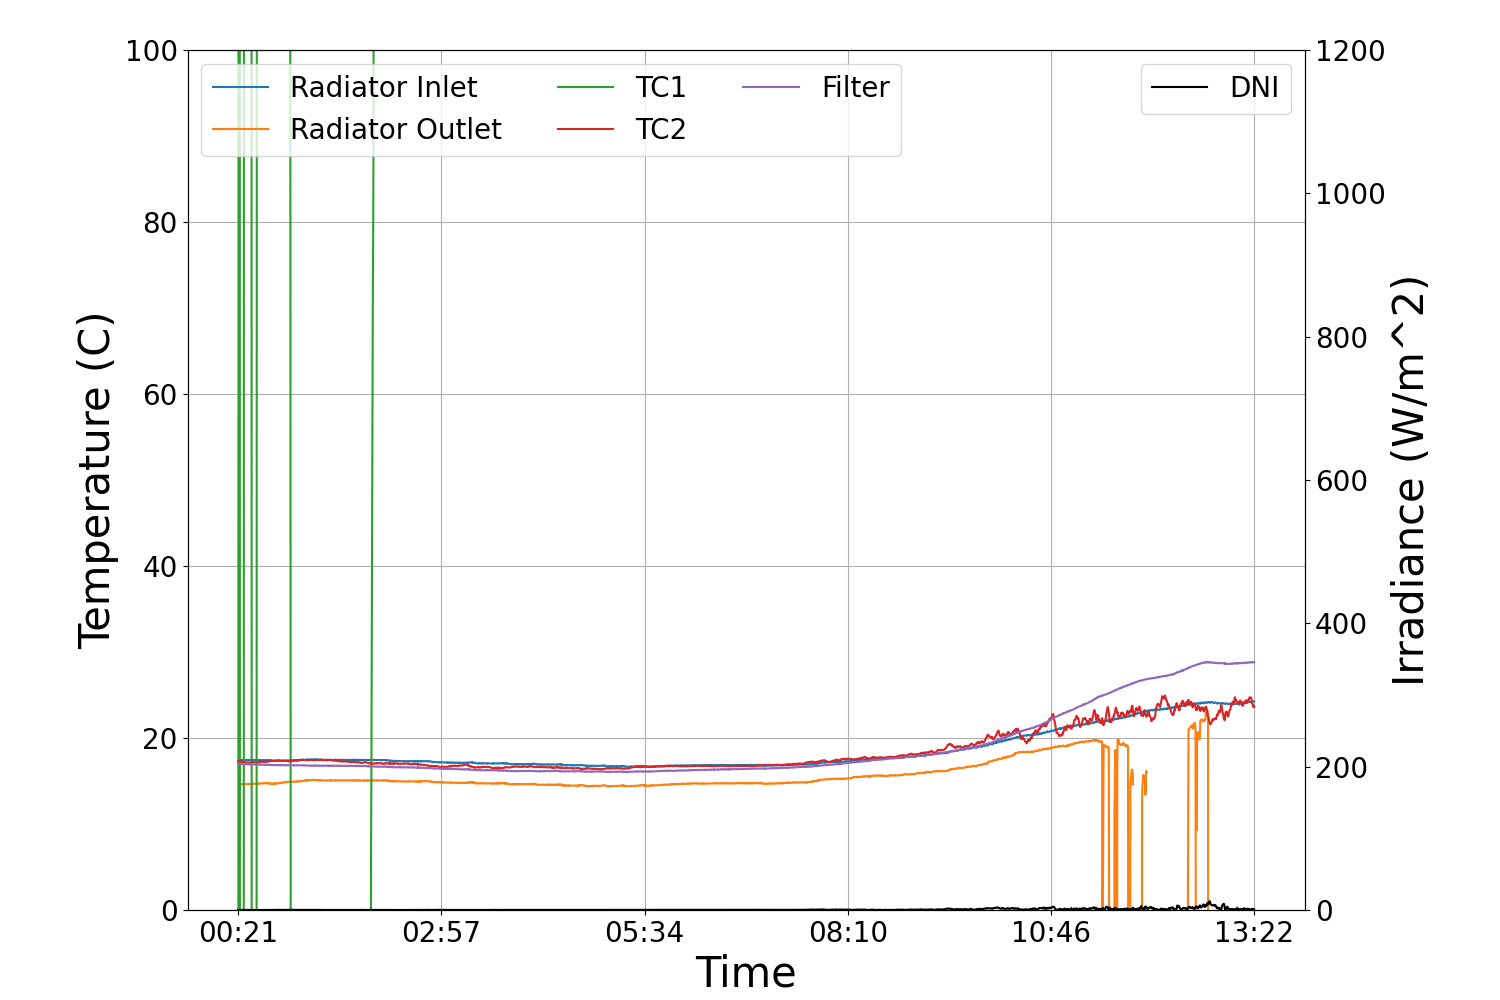 100
80
60
40
20
0
Temperature (C)
Radiator Inlet
Radiator Outlet
TC1
TC2
Filter
DNI
1200
1000
800
600
400
200
0
Irradiance (W/m^2)
00:21 02:57 05:34 08:10 10:46 13:22
Time